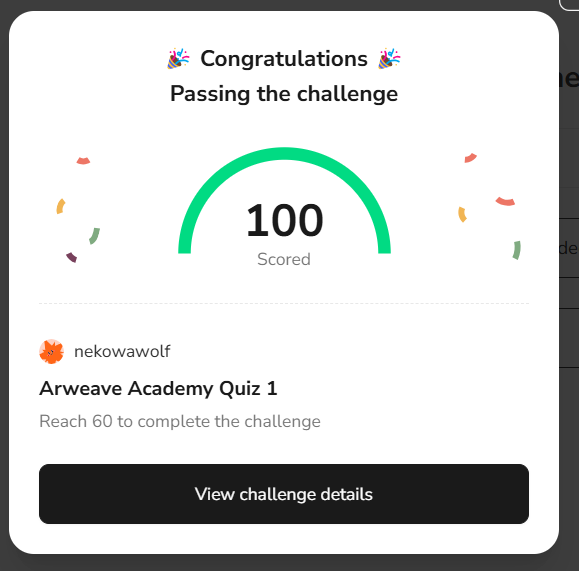 🎉 Congratulations 🎉
Passing the challenge
100
Scored
nekowawolf
Arweave Academy Quiz 1
Reach 60 to complete the challenge
View challenge details